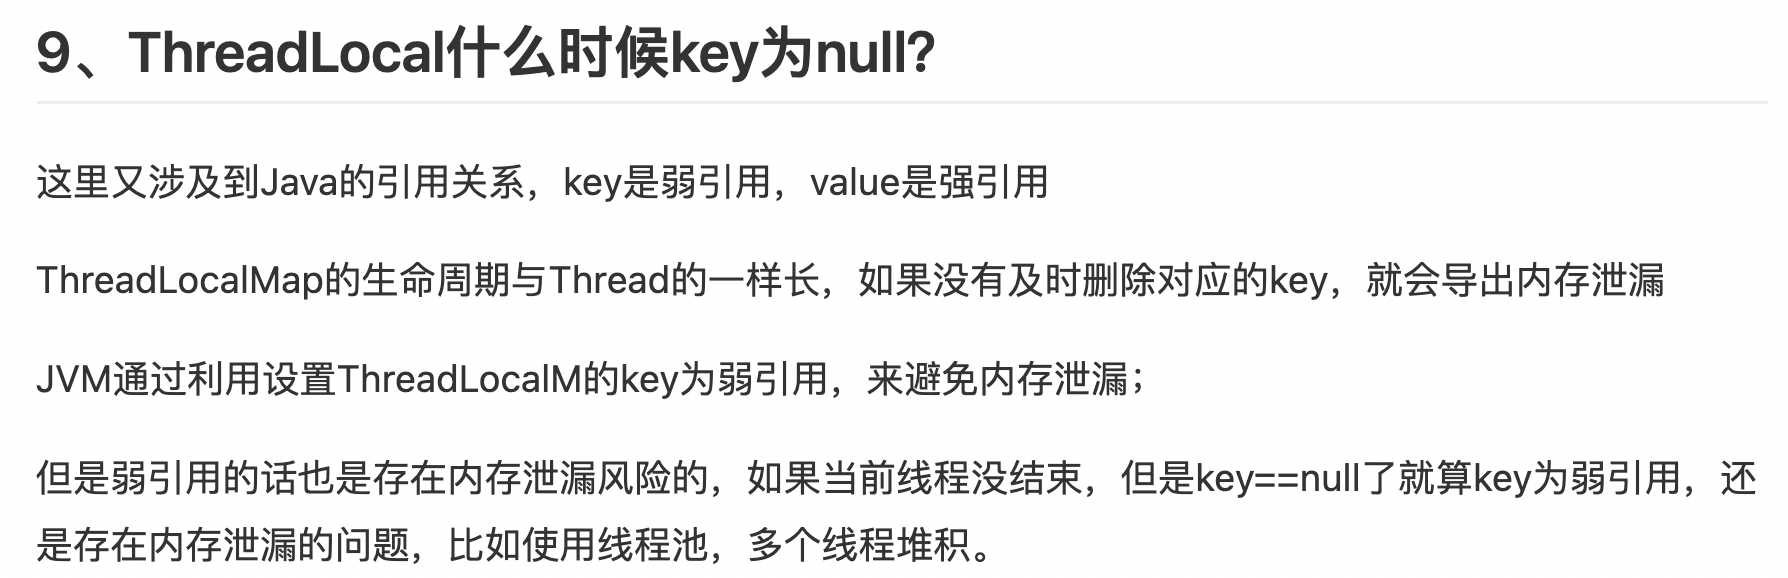 9、ThreadLocal什么时候key为null?
这里又涉及到Java的引用关系，key是弱引用，value是强引用
ThreadLocalMap的生命周期与Thread的一样长，如果没有及时删除对应的key，就会导出内存泄漏
JVM通过利用设置ThreadLocalM的key为弱引用，来避免内存泄漏；
但是弱引用的话也是存在内存泄漏风险的，如果当前线程没结束，但是key==null了就算key为弱引用，还
是存在内存泄漏的问题，比如使用线程池，多个线程堆积。